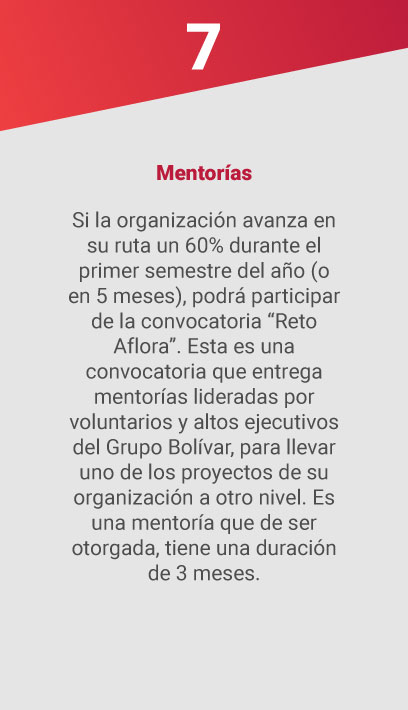 7
Mentorías
Si la organización avanza en
su ruta un 60% durante el
primer semestre del año (o
en 5 meses), podrá participar
de la convocatoria “Reto
Aflora”. Esta es una
convocatoria que entrega
mentorías lideradas por
voluntarios y altos ejecutivos
del Grupo Bolívar, para llevar
uno de los proyectos de su
organización a otro nivel. Es
una mentoría que de ser
otorgada, tiene una duración
de 3 meses.